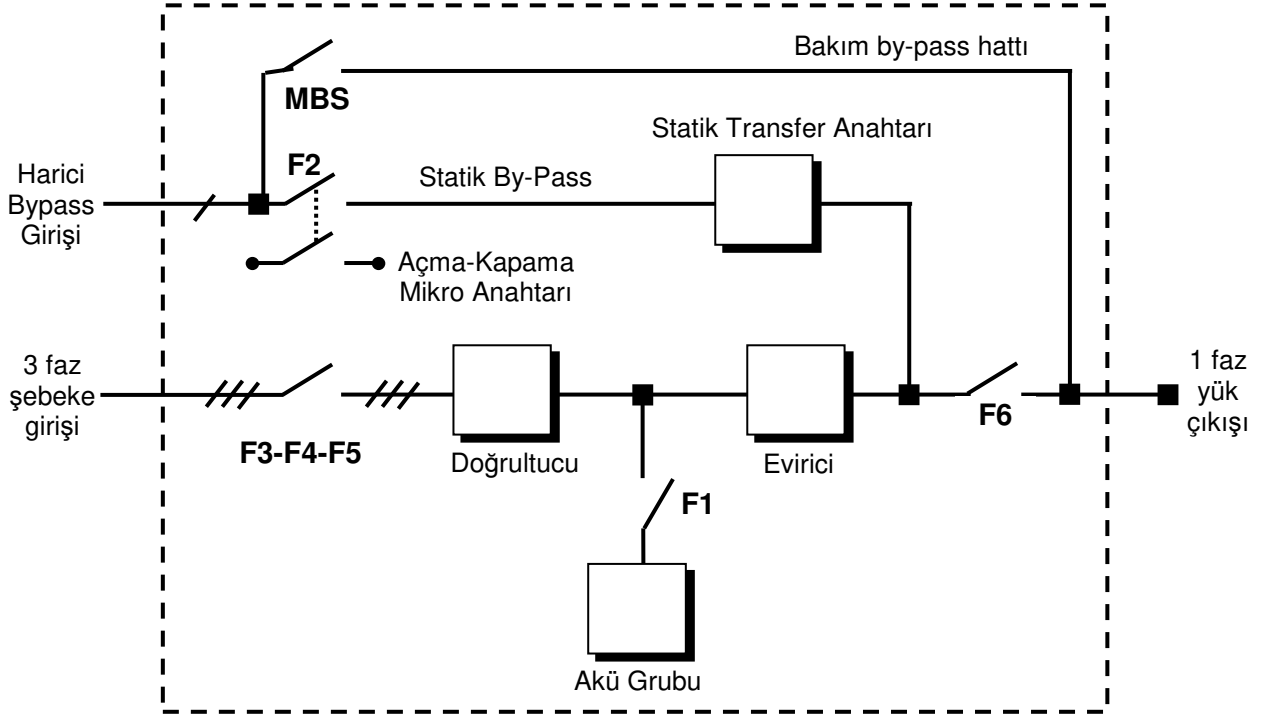 Bakım by-pass hattı
MBS
Statik Transfer Anahtarı
F2
Harici
Bypass
Girişi
Statik By-Pass
Açma-Kapama
Mikro Anahtarı
3 faz
şebeke
girişi
1 faz
yük
çıkışı
F6
F3-F4-F5
Doğrultucu
Evirici
F1
Akü Grubu